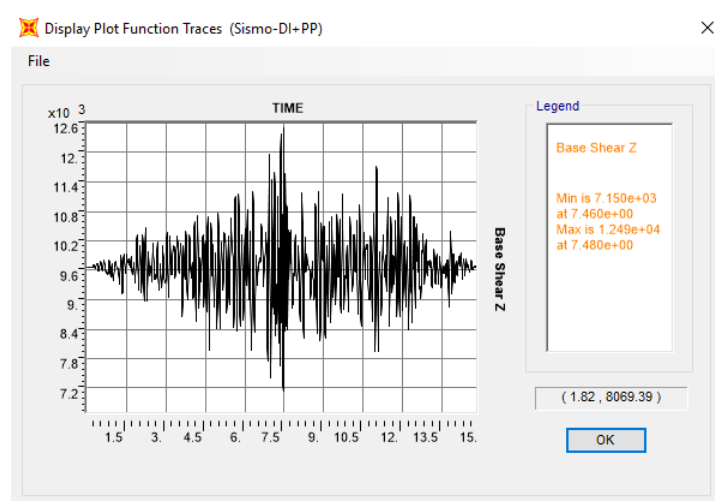 Display Plot Function Traces (Sismo-DI+PP)
File
x10 3
TIME
12.6
12.
11.4
10.8
10.2
9.6
9.
8.4
7.8
7.2
1.5 3. 4.5 6. 7.5 9. 10.5 12. 13.5 15.
Base Shear Z
Legend
Base Shear Z
Min is 7.150e+03
at 7.460e+00
Max is 1.249e+04
at 7.480e+00
( 1.82 , 8069.39 )
OK